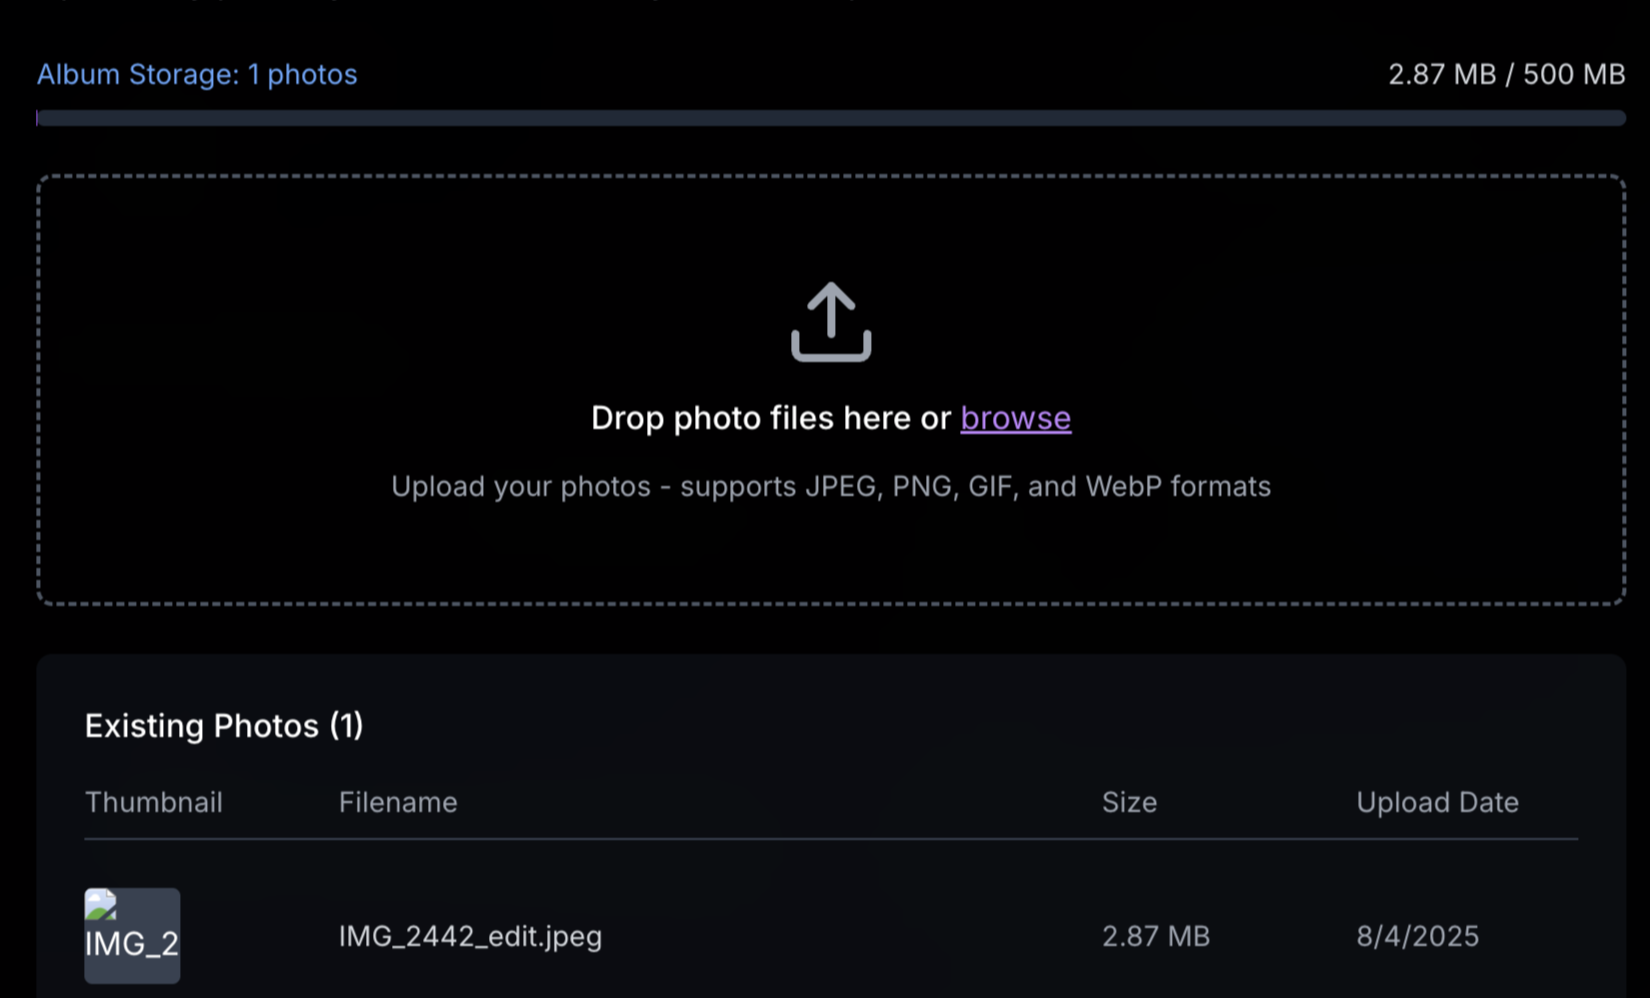 Album Storage: 1 photos
2.87 MB / 500 MB
Drop photo files here or browse
Upload your photos - supports JPEG, PNG, GIF, and WebP formats
Existing Photos (1)
Thumbnail Filename Size Upload Date
IMG_2 IMG_2442_edit.jpeg 2.87 MB 8/4/2025